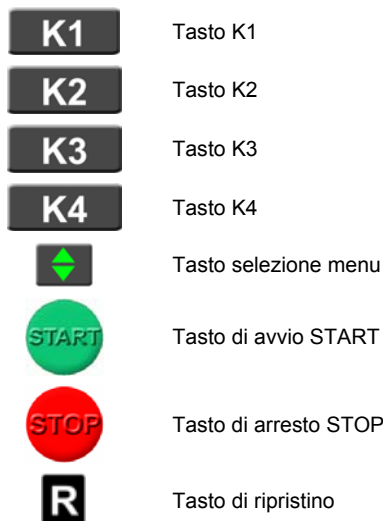 K1 Tasto K1
K2 Tasto K2
K3 Tasto K3
K4 Tasto K4
Tasto selezione menu
START Tasto di avvio START
STOP Tasto di arresto STOP
R Tasto di ripristino